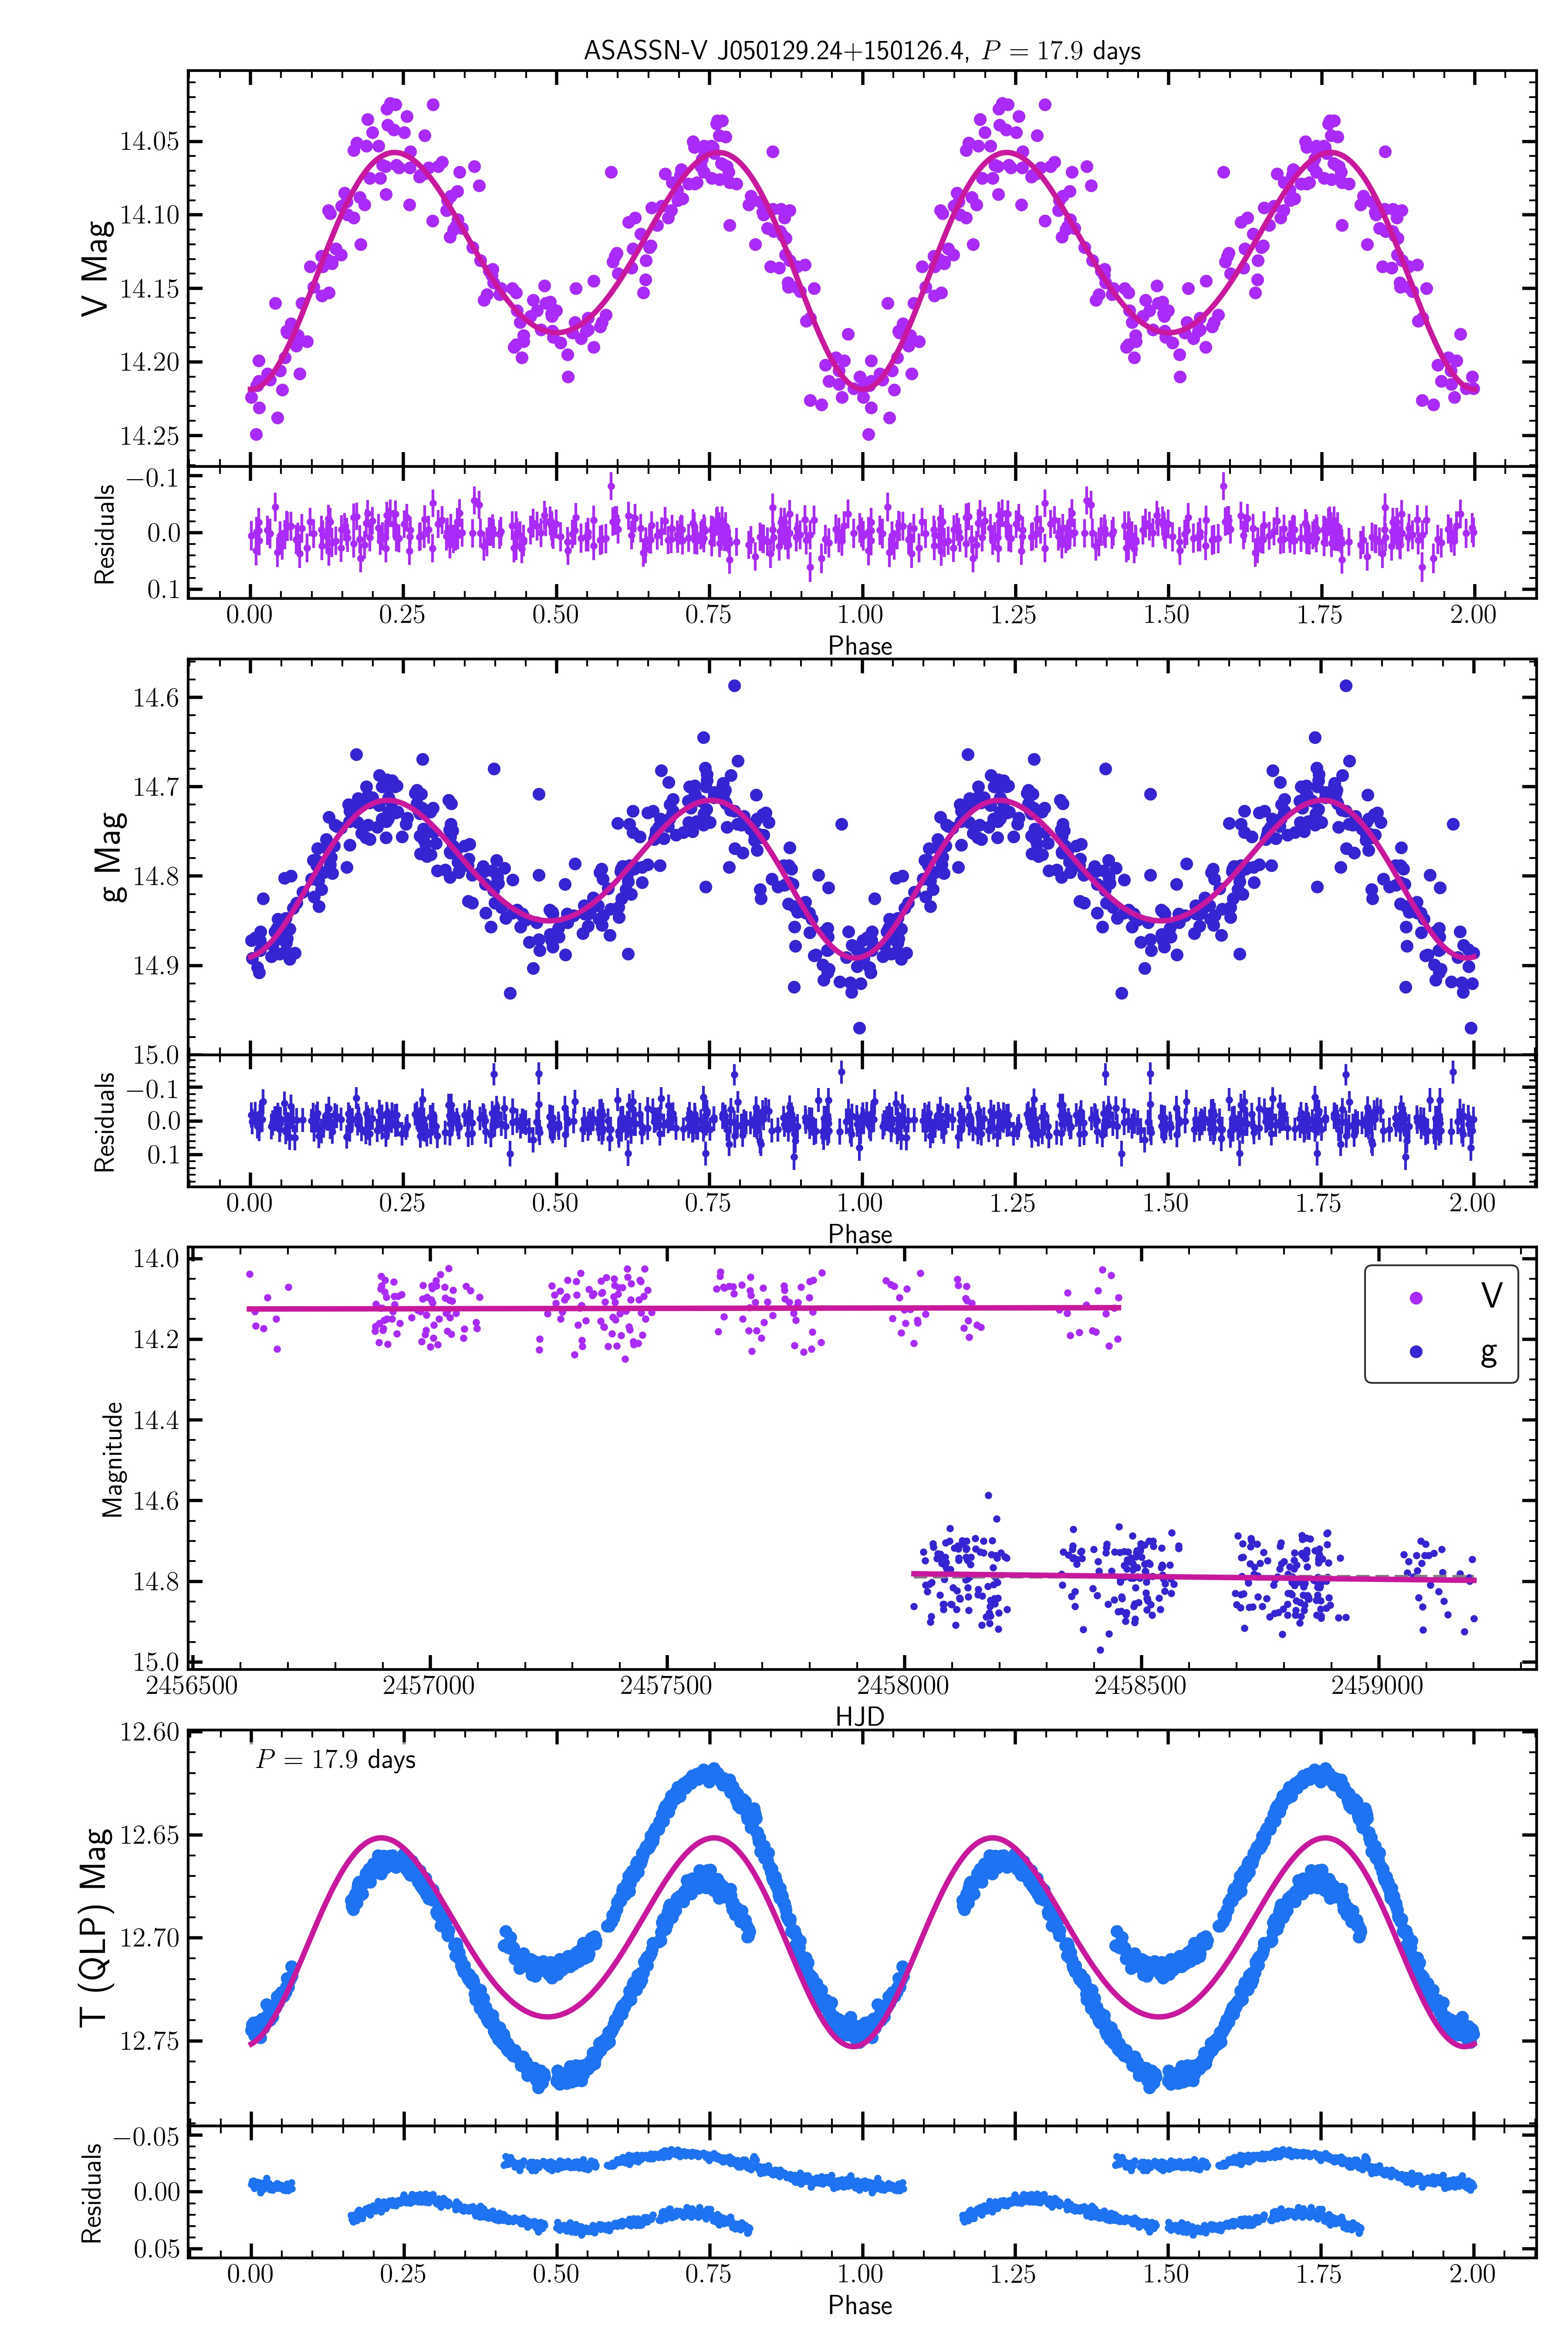 ASASSN-V J050129.24+150126.4, P = 17.9 days
V Mag
14.05
14.10
14.15
14.20
14.25
Residuals
−0.1
0.0
0.1
0.00 0.25 0.50 0.75 1.00 1.25 1.50 1.75 2.00
Phase
g Mag
14.6
14.7
14.8
14.9
15.0
Residuals
−0.1
0.0
0.1
0.00 0.25 0.50 0.75 1.00 1.25 1.50 1.75 2.00
Phase
Magnitude
14.0
14.2
14.4
14.6
14.8
15.0
V
g
2456500 2457000 2457500 2458000 2458500 2459000
HJD
P = 17.9 days
T (QLP) Mag
12.60
12.65
12.70
12.75
Residuals
−0.05
0.00
0.05
0.00 0.25 0.50 0.75 1.00 1.25 1.50 1.75 2.00
Phase